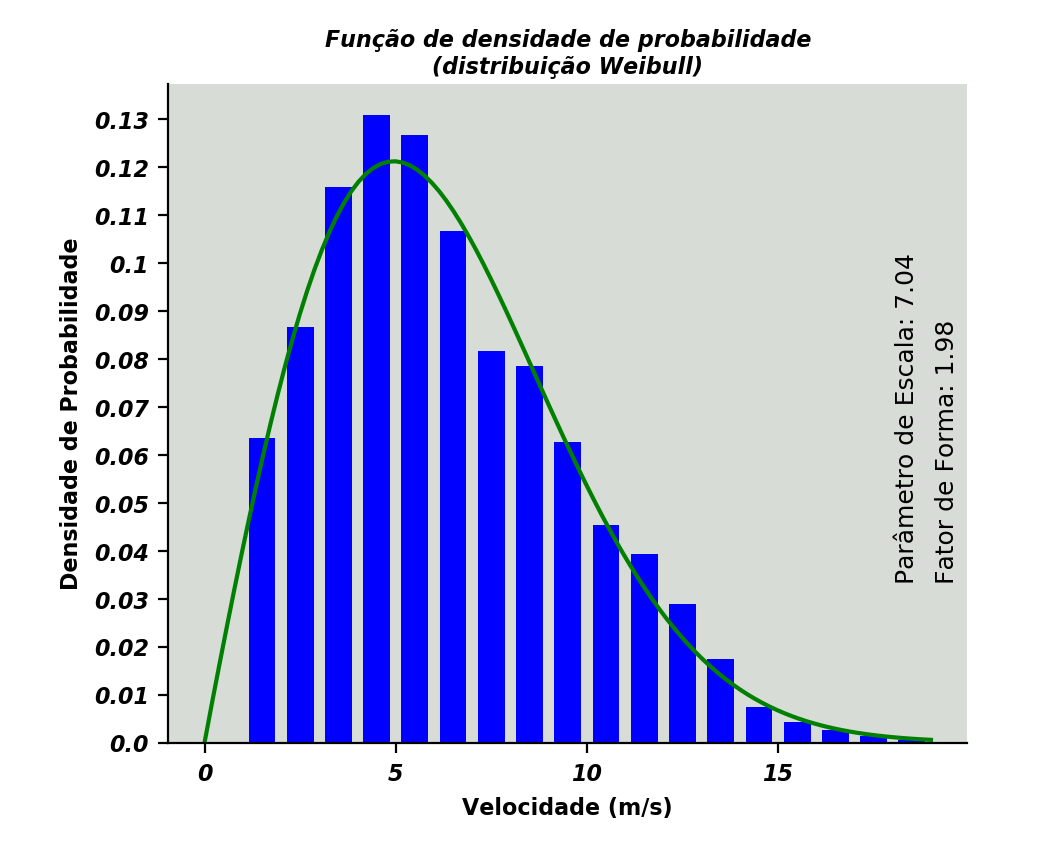 Função de densidade de probabilidade
(distribuição Weibull)
0.13
0.12
0.11
0.1
0.09
0.08
0.07
0.06
0.05
0.04
0.03
0.02
0.01
0.0
Densidade de Probabilidade
Parâmetro de Escala: 7.04
Fator de Forma: 1.98
0 5 10 15
Velocidade (m/s)